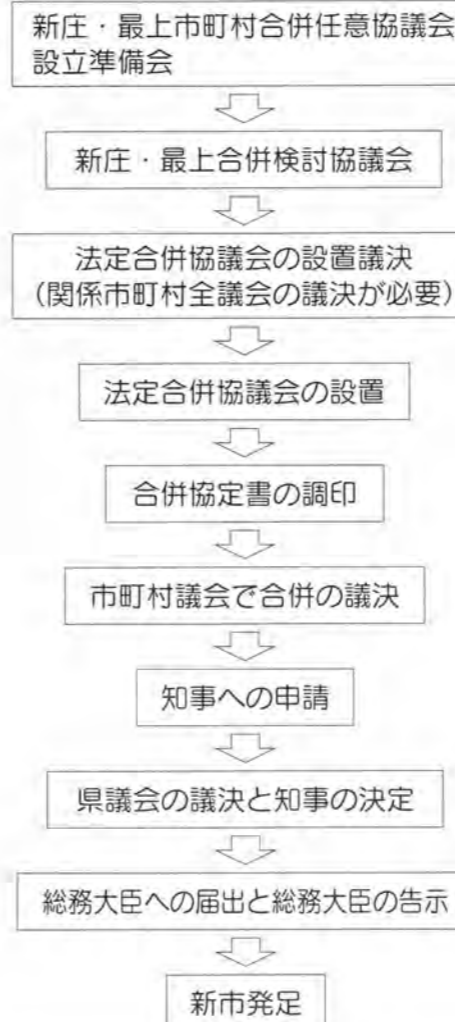 新庄・最上市町村合併任意協議会
設立準備会
新庄・最上合併検討協議会
法定合併協議会の設置議決
(関係市町村全議会の議決が必要)
法定合併協議会の設置
合併協定書の調印
市町村議会で合併の議決
知事への申請
県議会の議決と知事の決定
総務大臣への届出と総務大臣の告示
新市発足